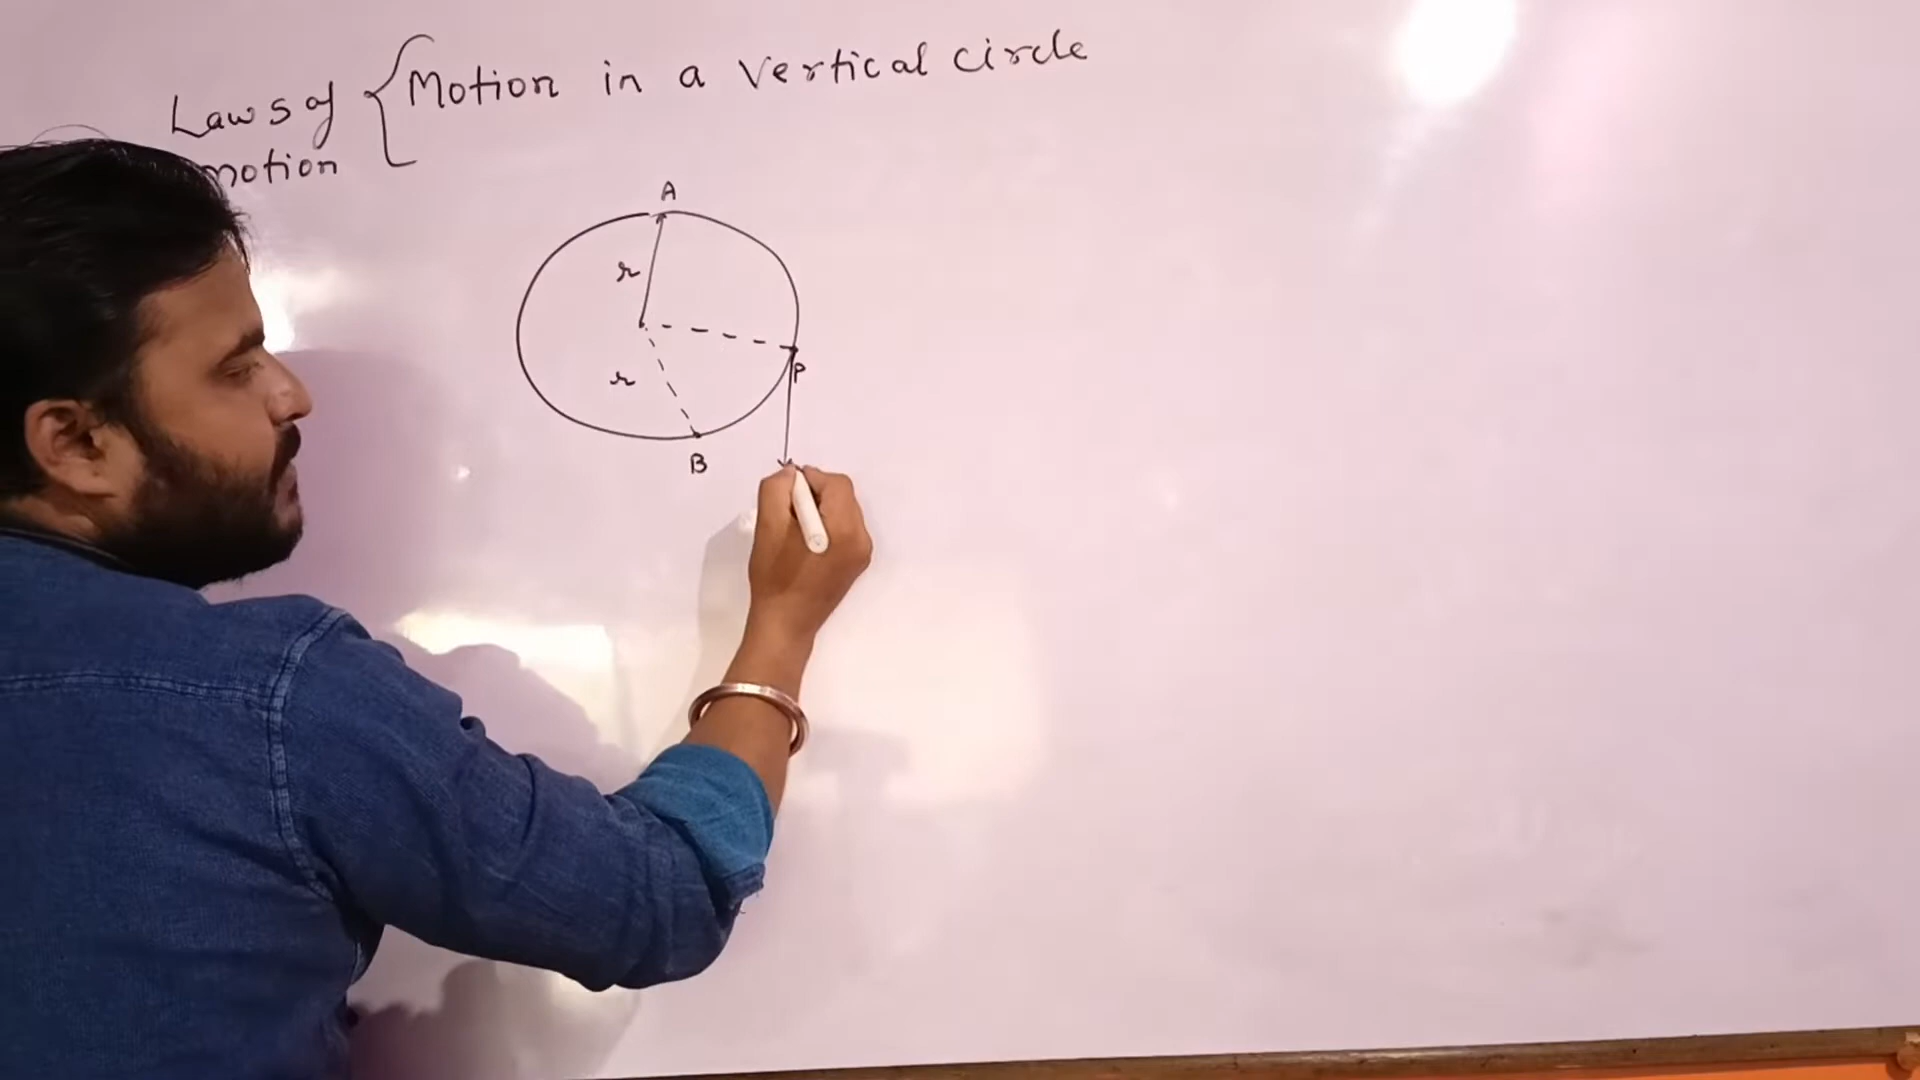 Laws of { Motion in a Vertical circle
motion
A
r
r
P
B